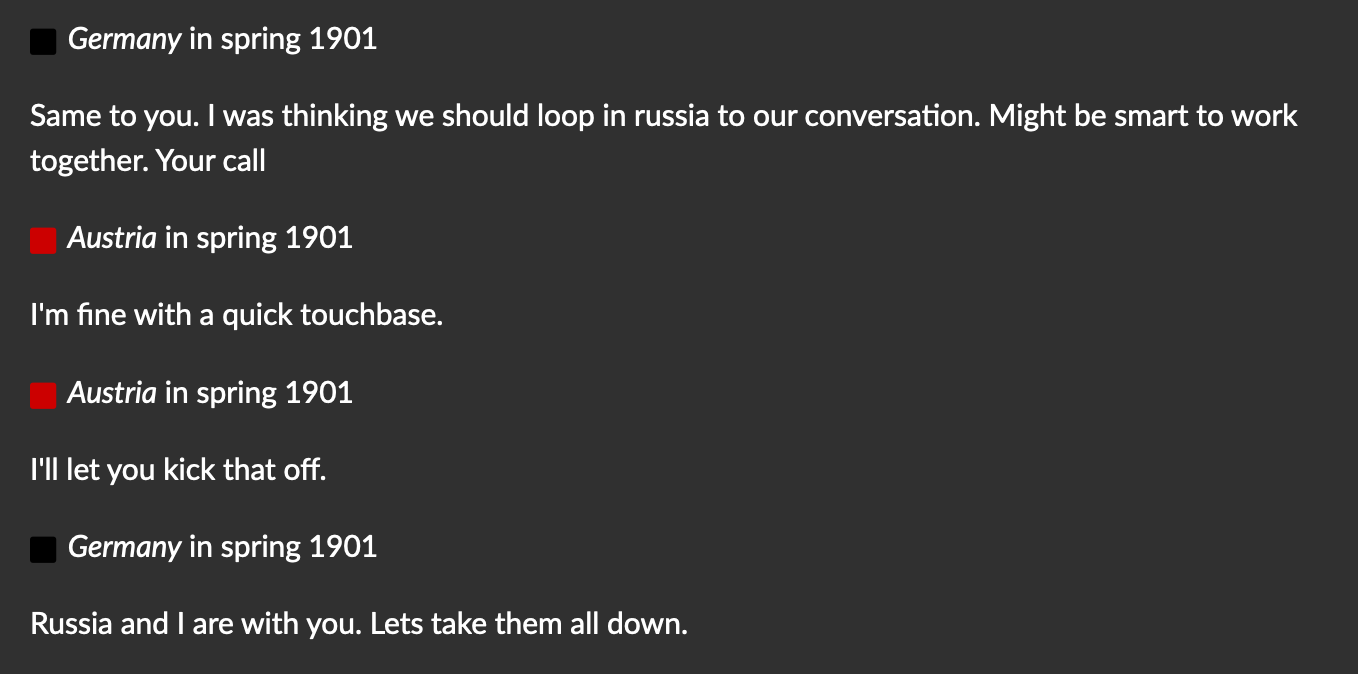 Germany in spring 1901
Same to you. I was thinking we should loop in russia to our conversation. Might be smart to work
together. Your call
Austria in spring 1901
I'm fine with a quick touchbase.
Austria in spring 1901
I'll let you kick that off.
Germany in spring 1901
Russia and I are with you. Lets take them all down.